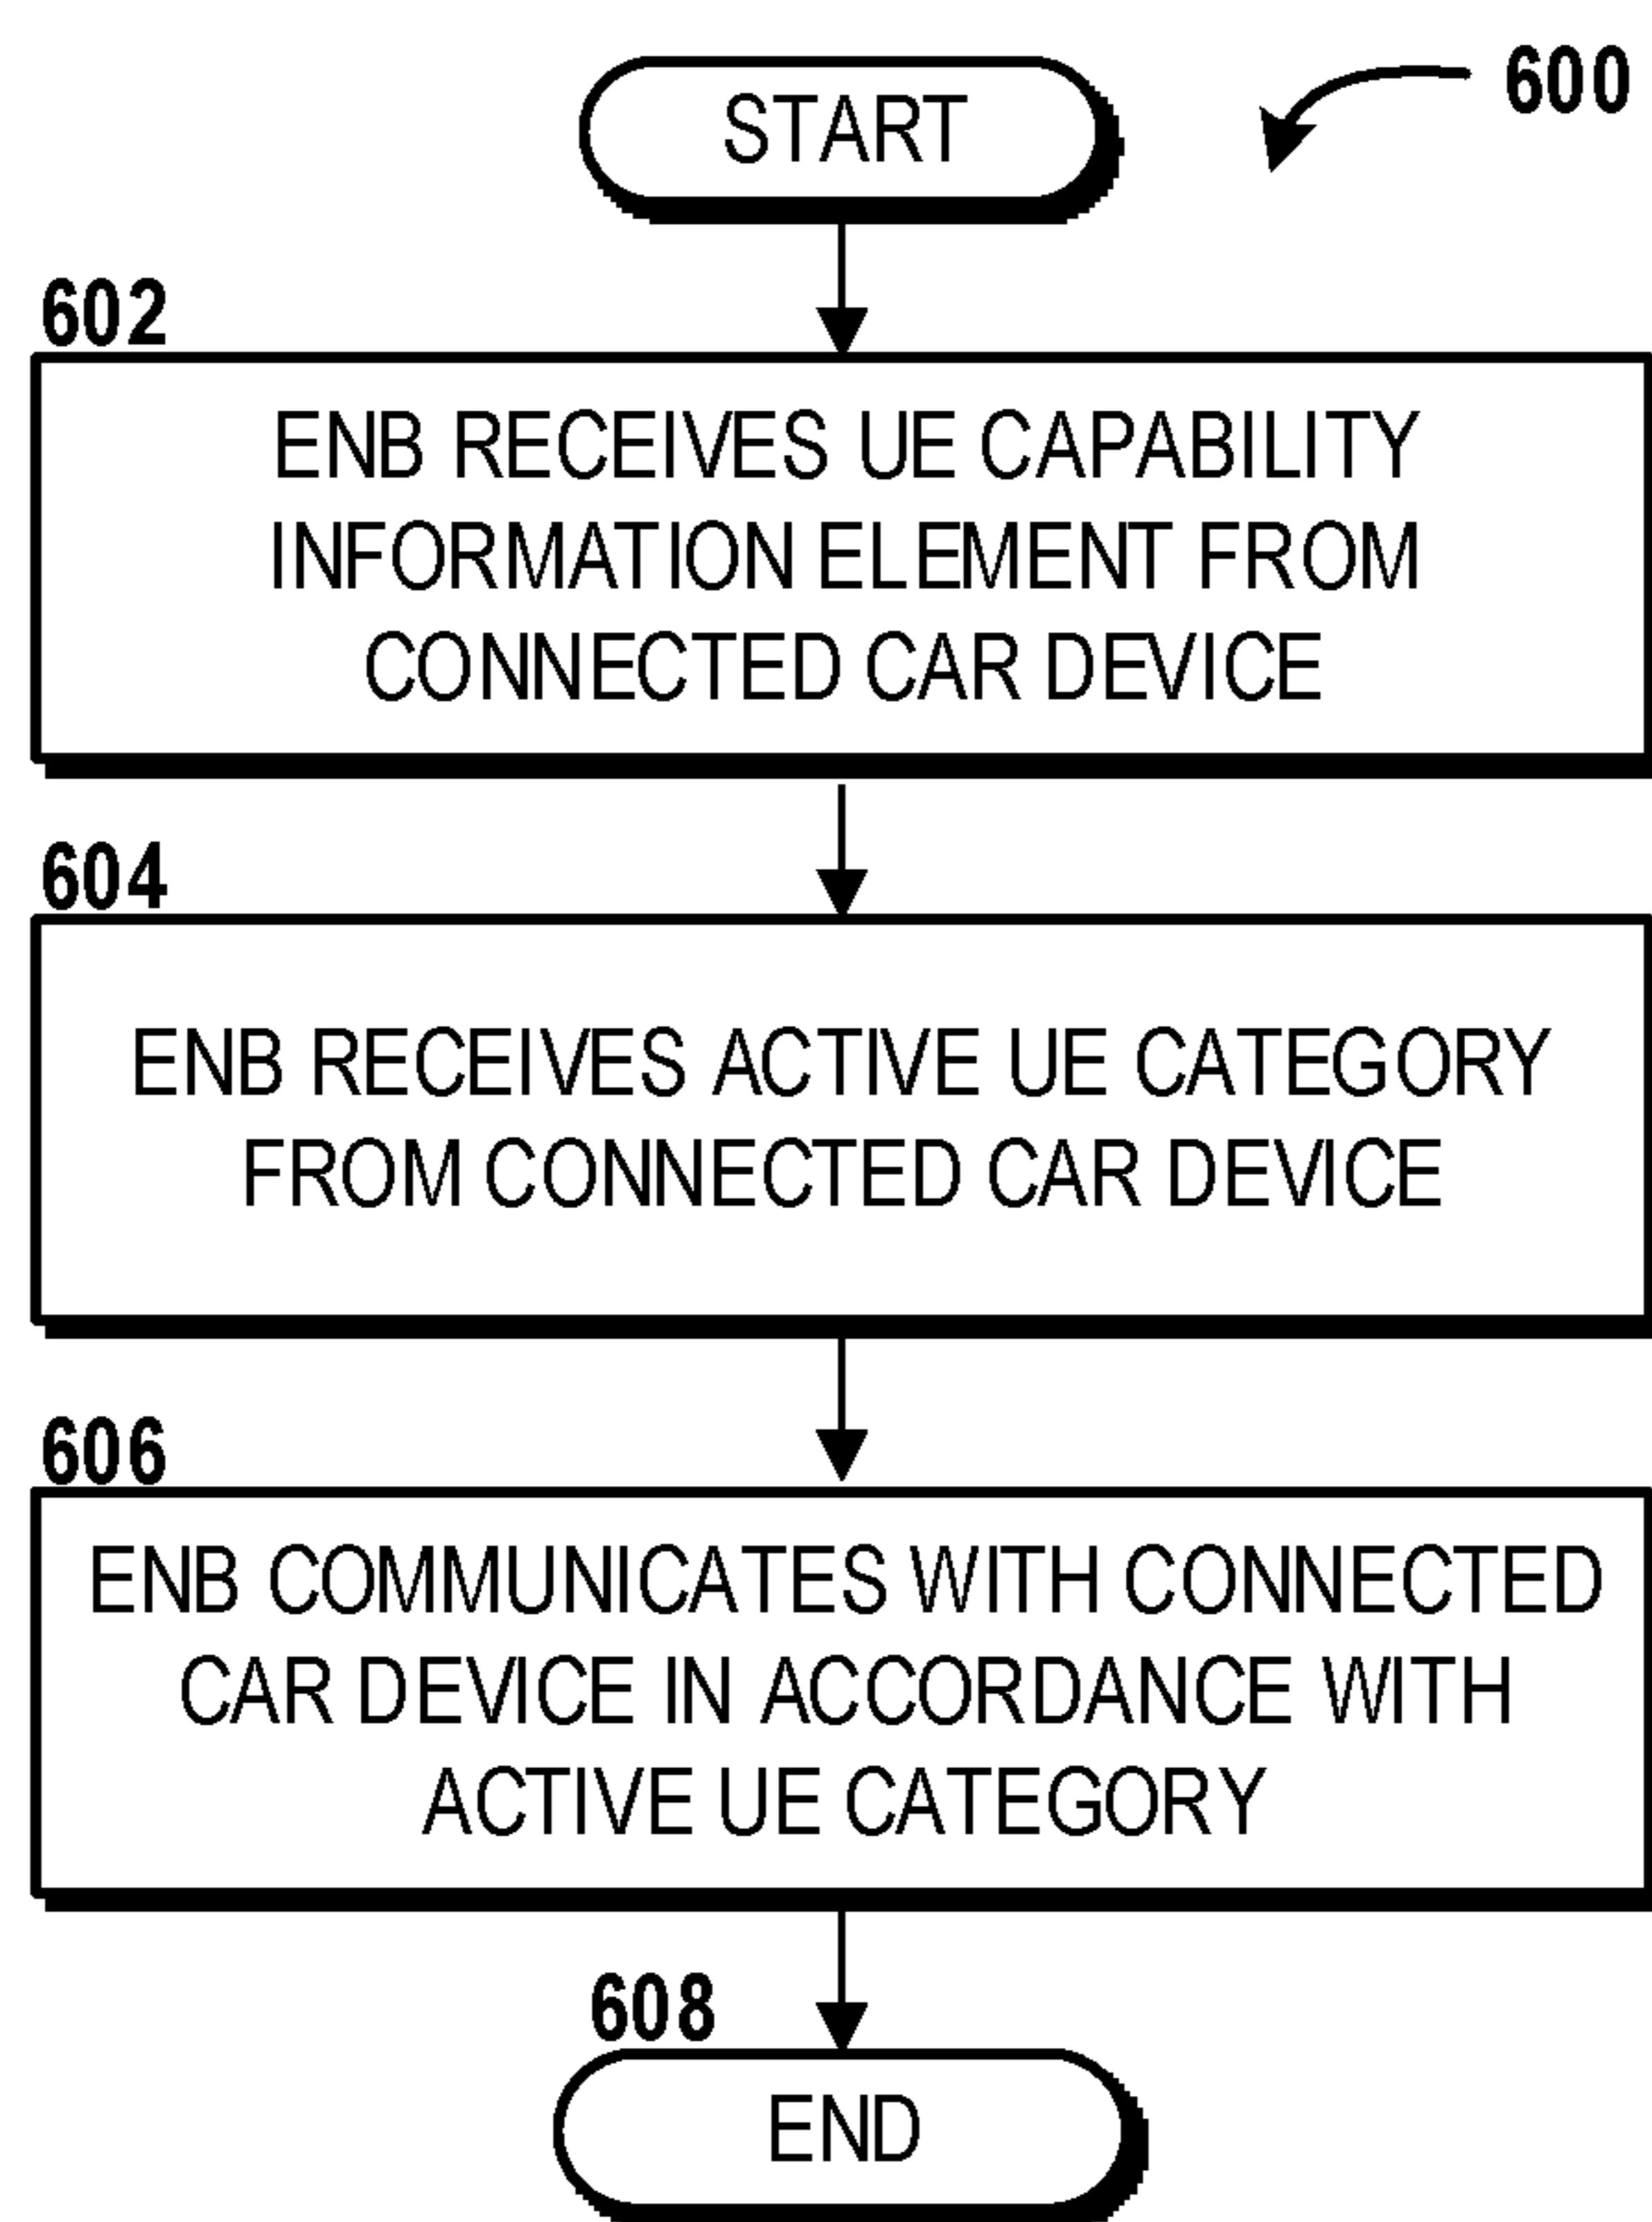 START
600
602
ENB RECEIVES UE CAPABILITY
INFORMATION ELEMENT FROM
CONNECTED CAR DEVICE
604
ENB RECEIVES ACTIVE UE CATEGORY
FROM CONNECTED CAR DEVICE
606
ENB COMMUNICATES WITH CONNECTED
CAR DEVICE IN ACCORDANCE WITH
ACTIVE UE CATEGORY
608
END